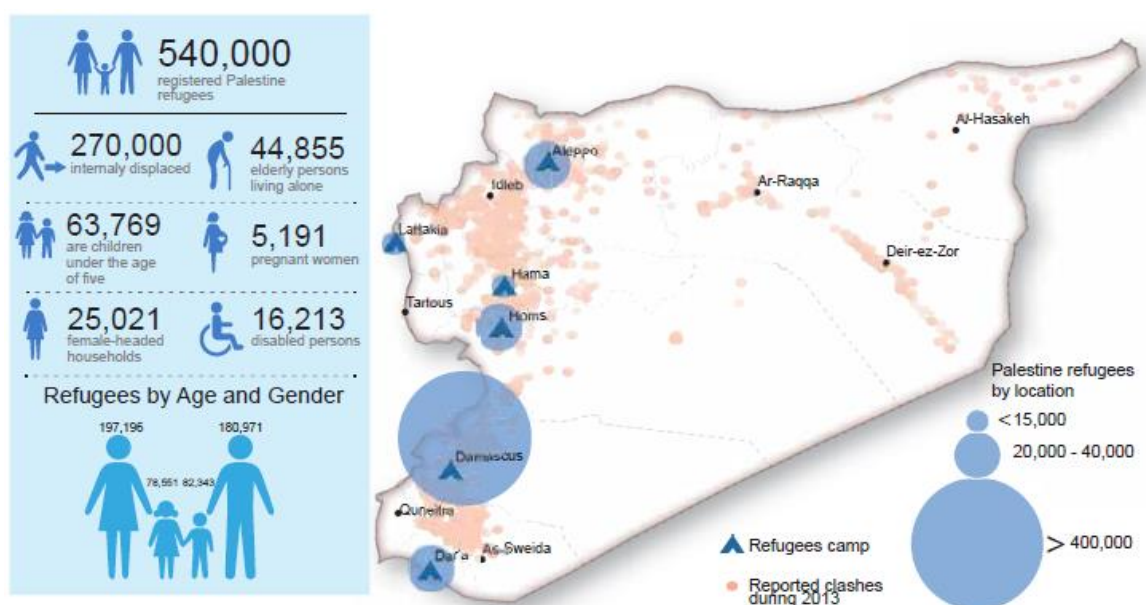 540,000
registered Palestine
refugees
270,000
internaly displaced
44,855
elderly persons
living alone
63,769
are children
under the age
of five
5,191
pregnant women
25,021
female-headed
households
16,213
disabled persons
Refugees by Age and Gender
197,196
180,971
78,551 82,343
Al-Hasakeh
Aleppo
Ar-Raqqa
Idleb
Lattakia
Deir-ez-Zor
Hama
Tartous
Homs
Damascus
Quneitra
As-Sweida
Dar'a
Palestine refugees
by location
<15,000
20,000 - 40,000
> 400,000
Refugees camp
Reported clashes
during 2013